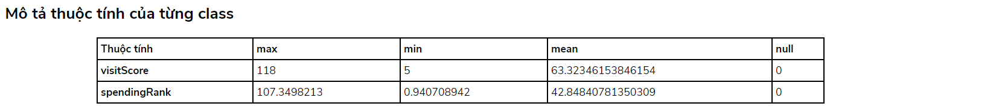 Mô tả thuộc tính của từng class
Thuộc tính max min mean null
visitScore 118 5 63.32346153846154 0
spendingRank 107.3498213 0.940708942 42.84840781350309 0